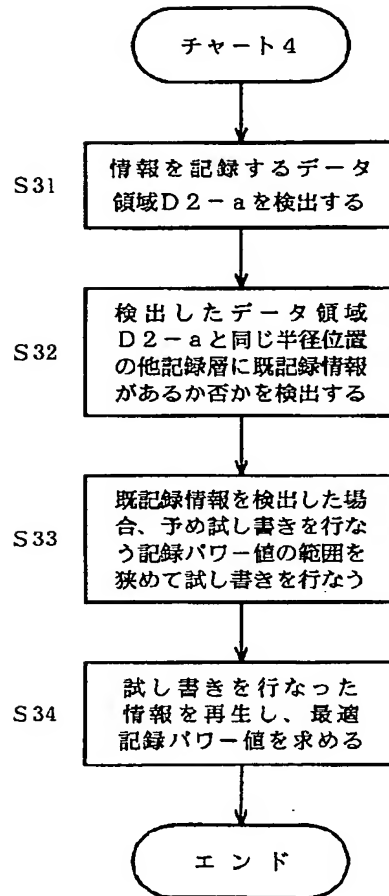 チャート4
S31
情報を記録するデータ
領域D2-aを検出する
S32
検出したデータ領域
D2-aと同じ半径位置
の他記録層に既記録情報
があるか否かを検出する
S33
既記録情報を検出した場
合、予め試し書きを行な
う記録パワー値の範囲を
狭めて試し書きを行なう
S34
試し書きを行なった
情報を再生し、最適
記録パワー値を求める
エンド